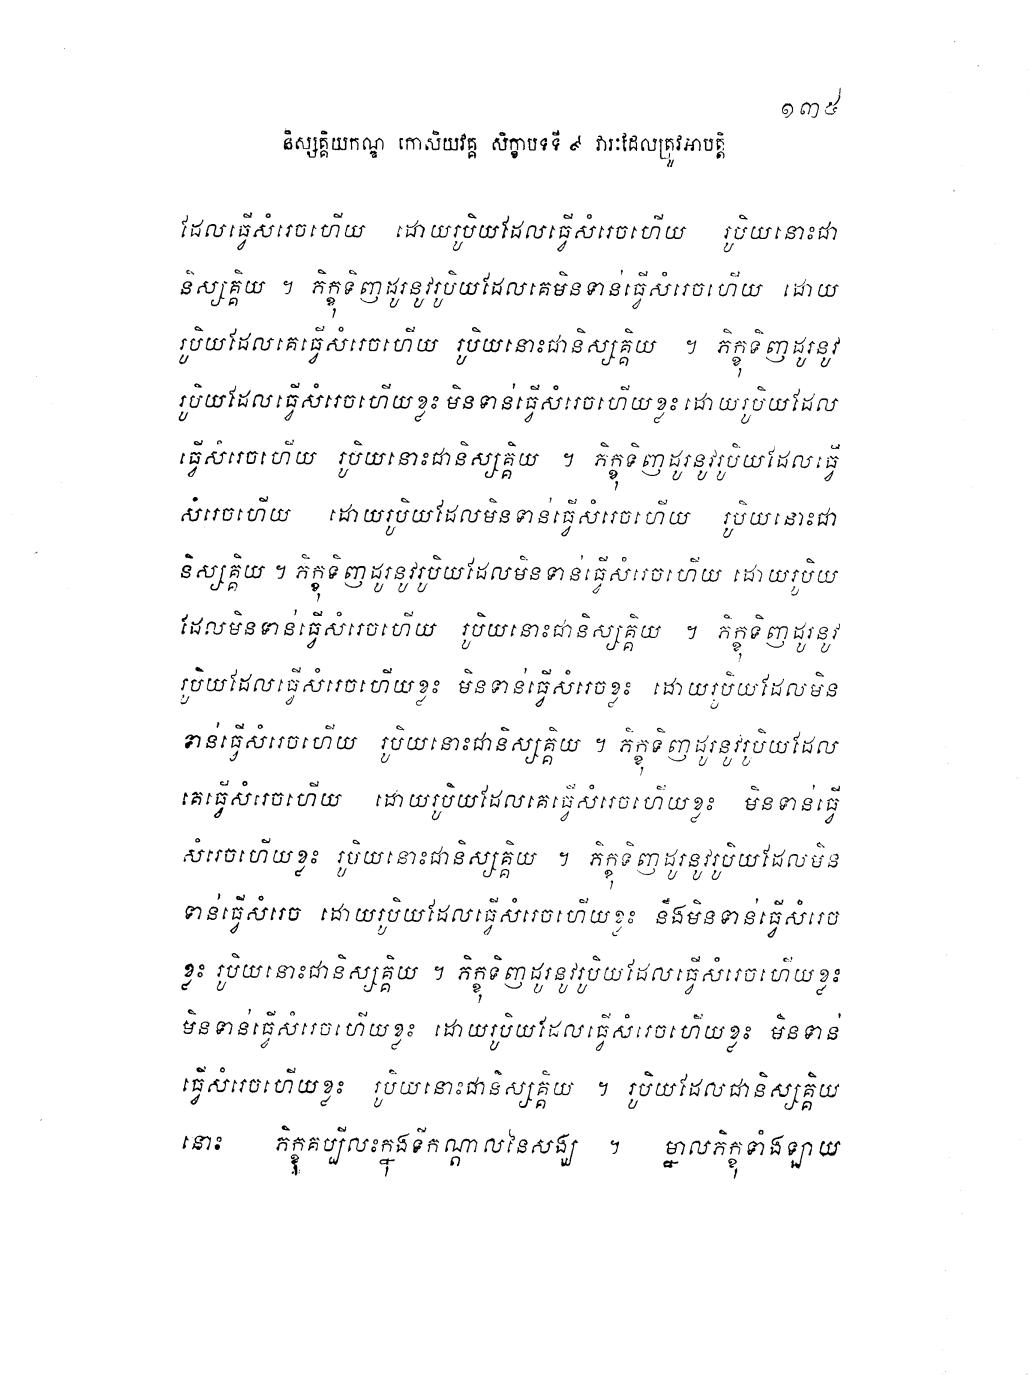 ១៣៥
និស្សគ្គិយកណ្ឌ កោសិយវគ្គ សិក្ខាបទទី ៩ វារៈដែលត្រូវអាបត្តិ
ដែលធ្វើសំរេចហើយ ដោយរូបិយដែលធ្វើសំរេចហើយ រូបិយនោះជា
និស្សគ្គិយ ។ ភិក្ខុទិញដូរនូវរូបិយដែលគេមិនទាន់ធ្វើសំរេចហើយ ដោយ
រូបិយដែលគេធ្វើសំរេចហើយ រូបិយនោះជានិស្សគ្គិយ ។ ភិក្ខុទិញដូរនូវ
រូបិយដែលធ្វើសំរេចហើយខ្លះ មិនទាន់ធ្វើសំរេចហើយខ្លះ ដោយរូបិយដែល
ធ្វើសំរេចហើយ រូបិយនោះជានិស្សគ្គិយ ។ ភិក្ខុទិញដូរនូវរូបិយដែលធ្វើ
សំរេចហើយ ដោយរូបិយដែលមិនទាន់ធ្វើសំរេចហើយ រូបិយនោះជា
និស្សគ្គិយ ។ ភិក្ខុទិញដូរនូវរូបិយដែលមិនទាន់ធ្វើសំរេចហើយ ដោយរូបិយ
ដែលមិនទាន់ធ្វើសំរេចហើយ រូបិយនោះជានិស្សគ្គិយ ។ ភិក្ខុទិញដូរនូវ
រូបិយដែលធ្វើសំរេចហើយខ្លះ មិនទាន់ធ្វើសំរេចខ្លះ ដោយរូបិយដែលមិន
ទាន់ធ្វើសំរេចហើយ រូបិយនោះជានិស្សគ្គិយ ។ ភិក្ខុទិញដូរនូវរូបិយដែល
គេធ្វើសំរេចហើយ ដោយរូបិយដែលគេធ្វើសំរេចហើយខ្លះ មិនទាន់ធ្វើ
សំរេចហើយខ្លះ រូបិយនោះជានិស្សគ្គិយ ។ ភិក្ខុទិញដូរនូវរូបិយដែលមិន
ទាន់ធ្វើសំរេច ដោយរូបិយដែលធ្វើសំរេចហើយខ្លះ នឹងមិនទាន់ធ្វើសំរេច
ខ្លះ រូបិយនោះជានិស្សគ្គិយ ។ ភិក្ខុទិញដូរនូវរូបិយដែលធ្វើសំរេចហើយខ្លះ
មិនទាន់ធ្វើសំរេចហើយខ្លះ ដោយរូបិយដែលធ្វើសំរេចហើយខ្លះ មិនទាន់
ធ្វើសំរេចហើយខ្លះ រូបិយនោះជានិស្សគ្គិយ ។ រូបិយដែលជានិស្សគ្គិយ
នោះ ភិក្ខុគប្បីលះក្នុងទីកណ្តាលនៃសង្ឃ ។ ម្នាលភិក្ខុទាំងឡាយ